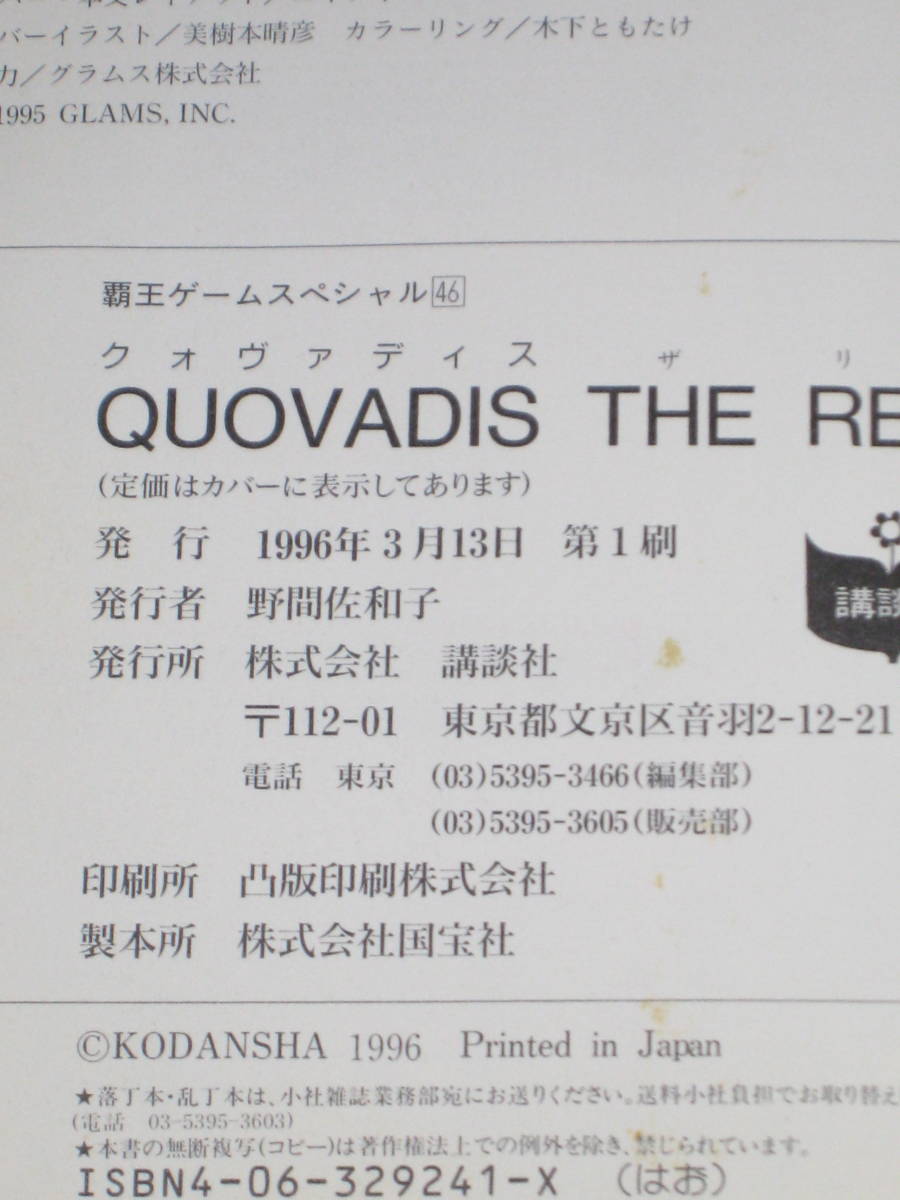 バーイラスト／美樹本晴彦　カラーリング／木下ともたけ
力／グラムス株式会社
1995 GLAMS, INC.
覇王ゲームスペシャル46
クォヴァディス　ザ　リ
QUOVADIS THE RE
（定価はカバーに表示してあります）
発　行　1996年3月13日　第1刷
発行者　野間佐和子
発行所　株式会社　講談社
〒112-01　東京都文京区音羽2-12-21
電話　東京　(03)5395-3466(編集部)
(03)5395-3605(販売部)
講談
印刷所　凸版印刷株式会社
製本所　株式会社国宝社
©KODANSHA 1996　Printed in Japan
★落丁本・乱丁本は、小社雑誌業務部宛にお送りください。送料小社負担でお取り替え
(電話　03-5395-3603)
★本書の無断複写(コピー)は著作権法上での例外を除き、禁じられています。
ISBN4-06-329241-X　(はお)